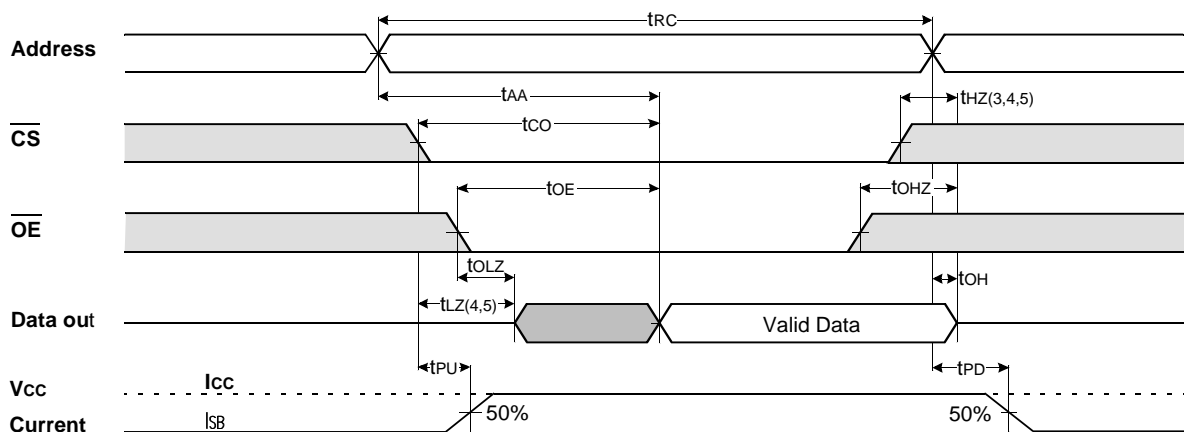 tRC
Address
tAA
tHZ(3,4,5)
CS
tCO
tOE
tOHZ
OE
tOLZ
tOH
tLZ(4,5)
Data out
Valid Data
tPU
tPD
VCC
ICC
50%
50%
Current
ISB